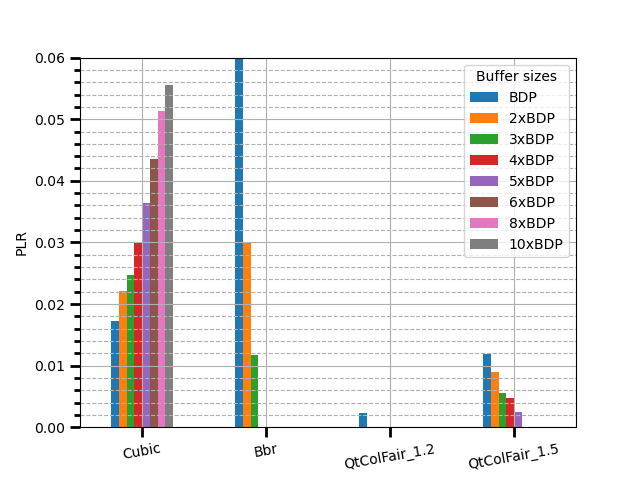 0.06
0.05
0.04
0.03
0.02
0.01
0.00
PLR
Buffer sizes
BDP
2xBDP
3xBDP
4xBDP
5xBDP
6xBDP
8xBDP
10xBDP
Cubic
Bbr
QtColFair_1.2
QtColFair_1.5